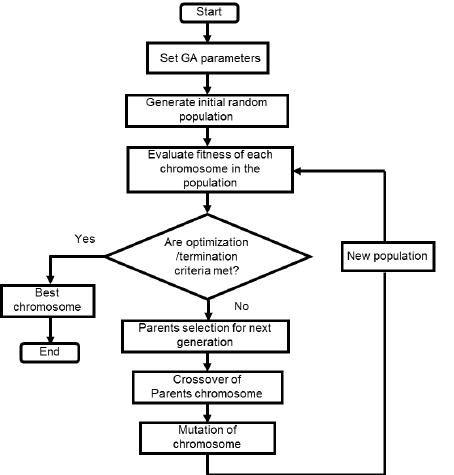 Start
Set GA parameters
Generate initial random
population
Evaluate fitness of each
chromosome in the
population
Yes
Are optimization
/termination
criteria met?
New population
Best
chromosome
No
End
Parents selection for next
generation
Crossover of
Parents chromosome
Mutation of
chromosome